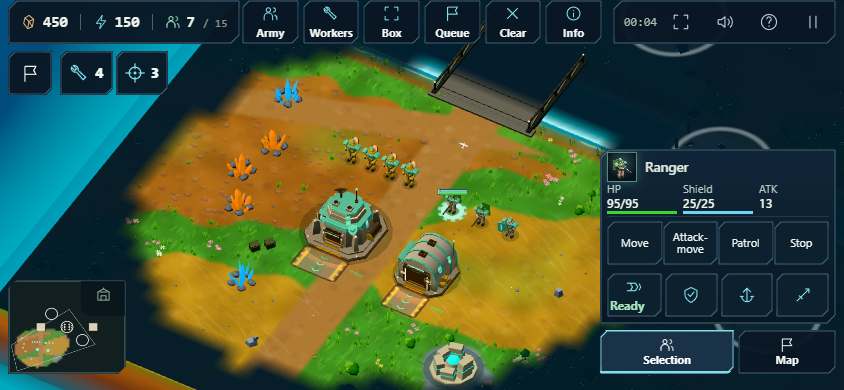 450
150
7 / 15
Army
Workers
Box
Queue
Clear
Info
00:04
4
3
Ranger
HP
Shield
ATK
95/95
25/25
13
Move
Attack-
move
Patrol
Stop
Ready
Selection
Map